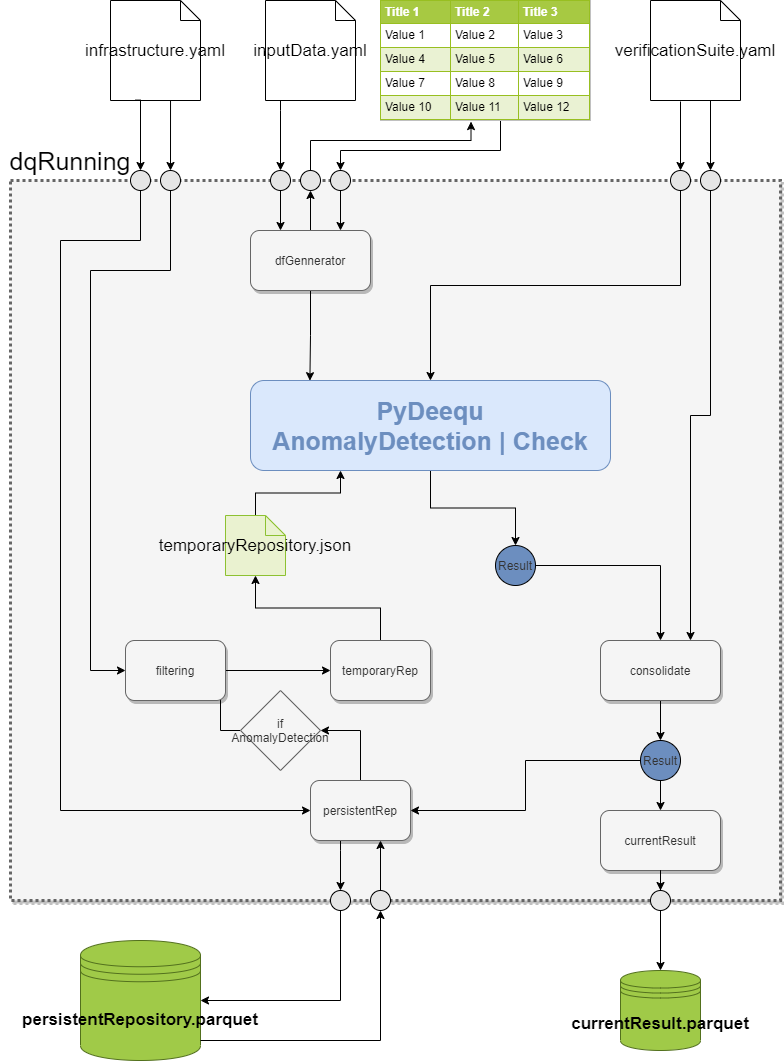 Title 1 Title 2 Title 3
infrastructure.yaml
inputData.yaml
Value 1 Value 2 Value 3
verificationSuite.yaml
Value 4 Value 5 Value 6
Value 7 Value 8 Value 9
Value 10 Value 11 Value 12
dqRunning
dfGennerator
PyDeequ
AnomalyDetection | Check
temporaryRepository.json
Result
filtering
temporaryRep
consolidate
if
AnomalyDetection
Result
persistentRep
currentResult
persistentRepository.parquet
currentResult.parquet